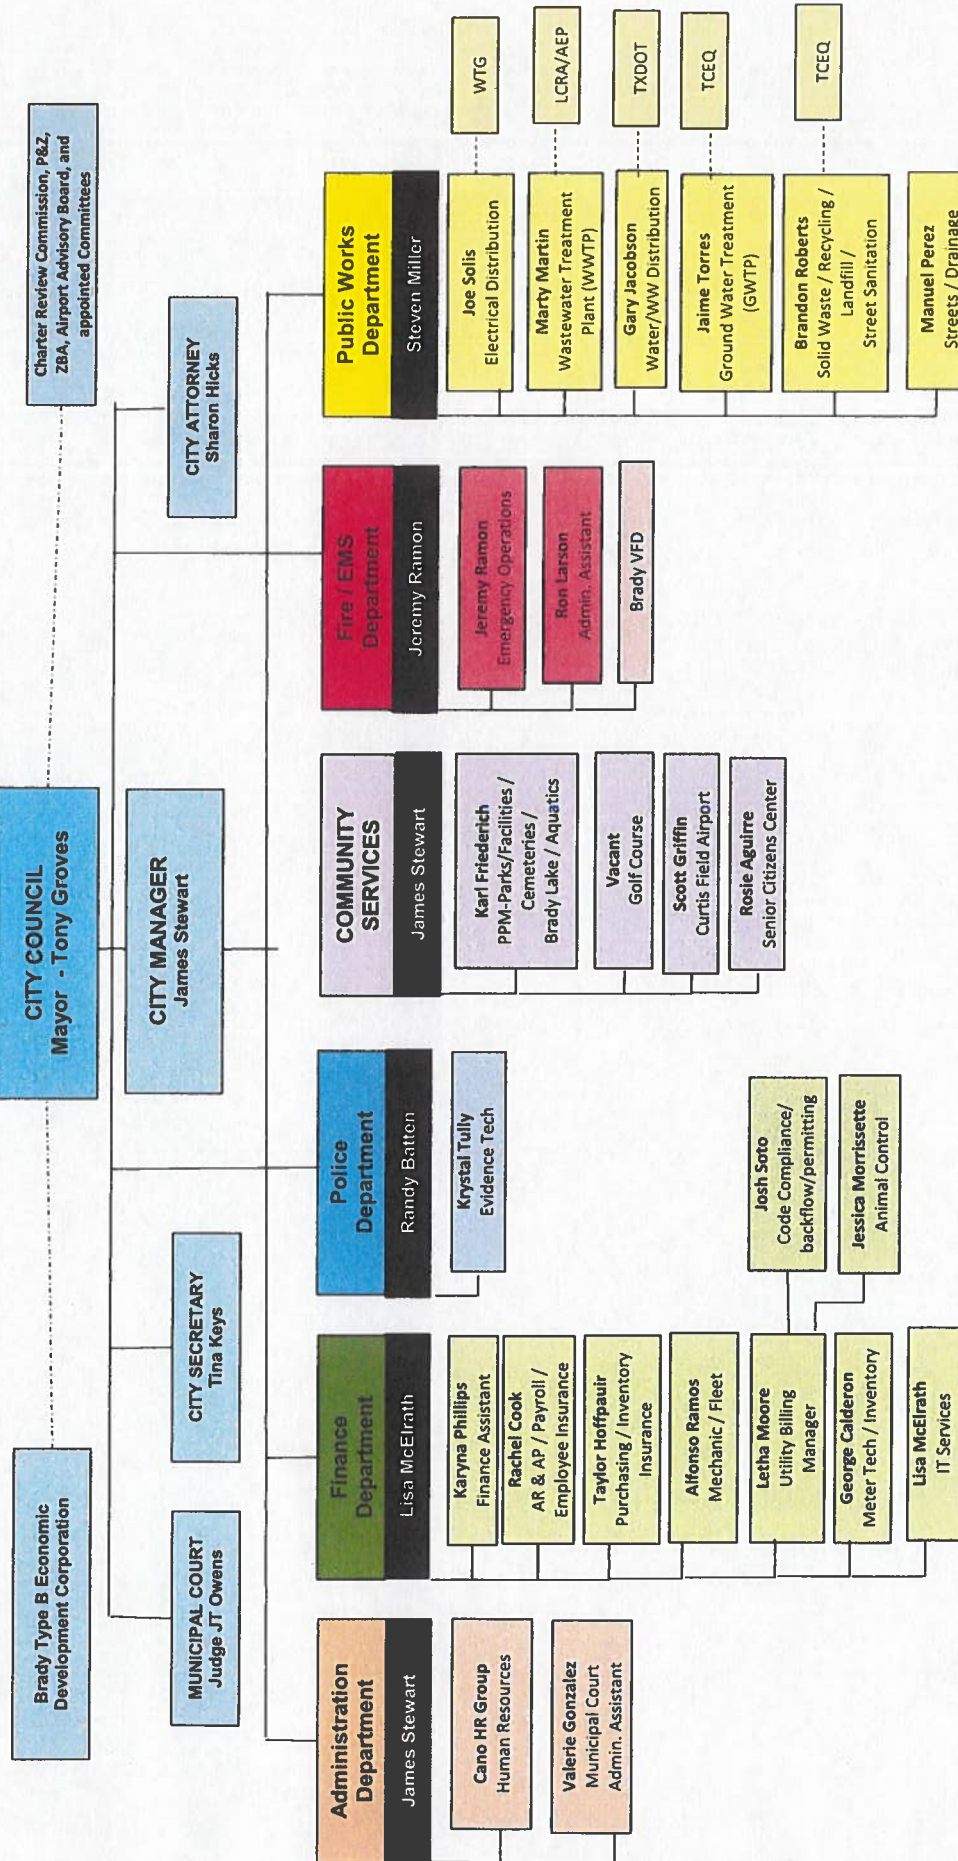 CITY COUNCIL
Mayor - Tony Groves
Brady Type B Economic
Development Corporation
Charter Review Commission, P&Z,
ZBA, Airport Advisory Board, and
appointed Committees
CITY MANAGER
James Stewart
MUNICIPAL COURT
Judge JT Owens
CITY SECRETARY
Tina Keys
CITY ATTORNEY
Sharon Hicks
Administration
Department
James Stewart
Cano HR Group
Human Resources
Valerie Gonzalez
Municipal Court
Admin. Assistant
Finance
Department
Lisa McElrath
Karyna Phillips
Finance Assistant
Rachel Cook
AR & AP / Payroll /
Employee Insurance
Taylor Hoffpauir
Purchasing / Inventory
Insurance
Alfonso Ramos
Mechanic / Fleet
Letha Moore
Utility Billing
Manager
George Calderon
Meter Tech / Inventory
Lisa McElrath
IT Services
Josh Soto
Code Compliance/
backflow/permitting
Jessica Morrissette
Animal Control
Police
Department
Randy Batten
Krystal Tully
Evidence Tech
COMMUNITY
SERVICES
James Stewart
Karl Friederich
PPM-Parks/Facilities /
Cemeteries /
Brady Lake / Aquatics
Vacant
Golf Course
Scott Griffin
Curtis Field Airport
Rosie Aguirre
Senior Citizens Center
Fire / EMS
Department
Jeremy Ramon
Jeremy Ramon
Emergency Operations
Ron Larson
Admin. Assistant
Brady VFD
Public Works
Department
Steven Miller
Joe Solis
Electrical Distribution
WTG
Marty Martin
Wastewater Treatment
Plant (WWTP)
LCRA/AEP
Gary Jacobson
Water/WW Distribution
TXDOT
Jaime Torres
Ground Water Treatment
(GWTP)
TCEQ
Brandon Roberts
Solid Waste / Recycling /
Landfill /
Street Sanitation
TCEQ
Manuel Perez
Streets / Drainage